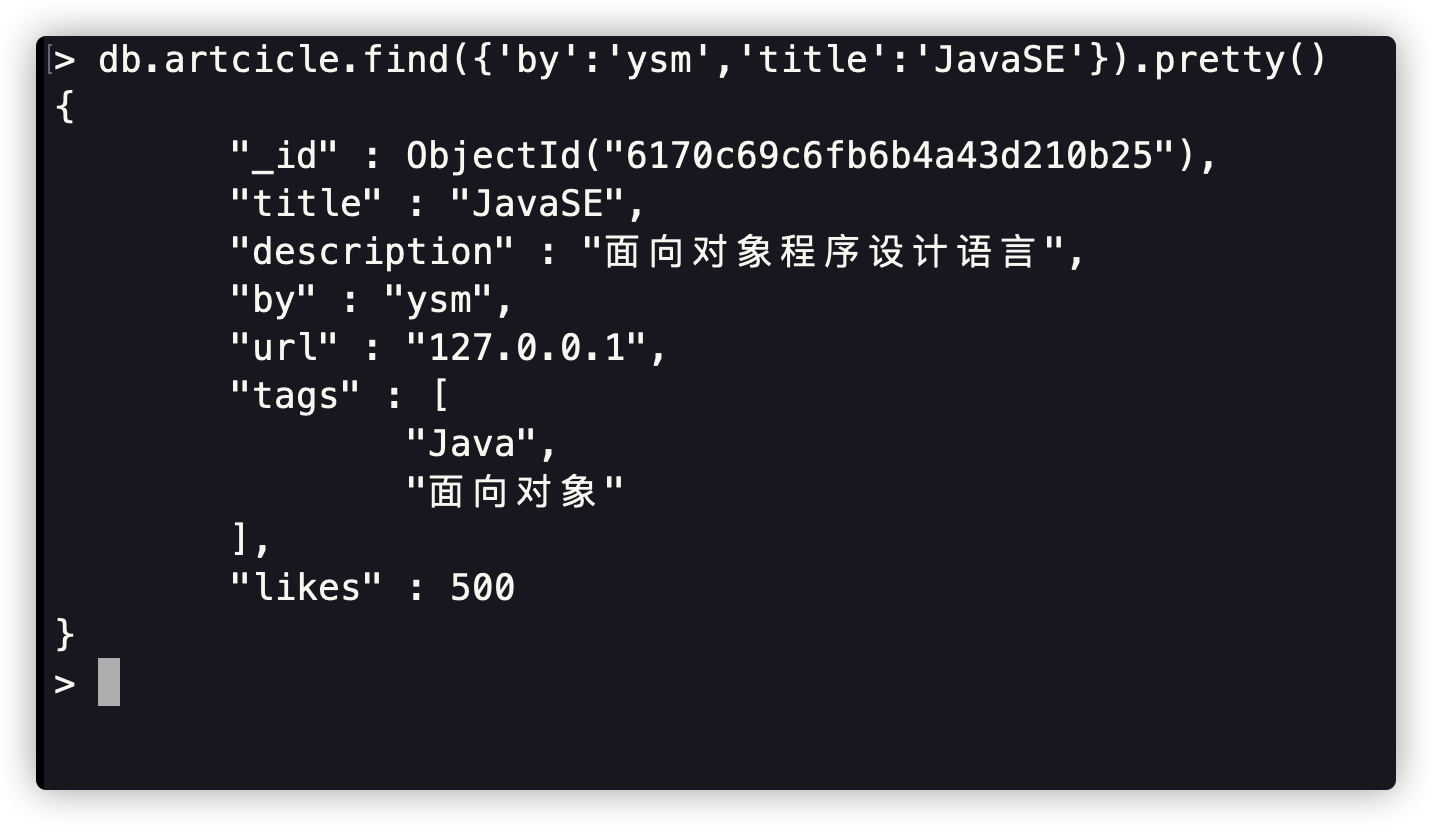 > db.artcicle.find({'by':'ysm','title':'JavaSE'}).pretty()
{
        "_id" : ObjectId("6170c69c6fb6b4a43d210b25"),
        "title" : "JavaSE",
        "description" : "面向对象程序设计语言",
        "by" : "ysm",
        "url" : "127.0.0.1",
        "tags" : [
                "Java",
                "面向对象"
        ],
        "likes" : 500
}
>